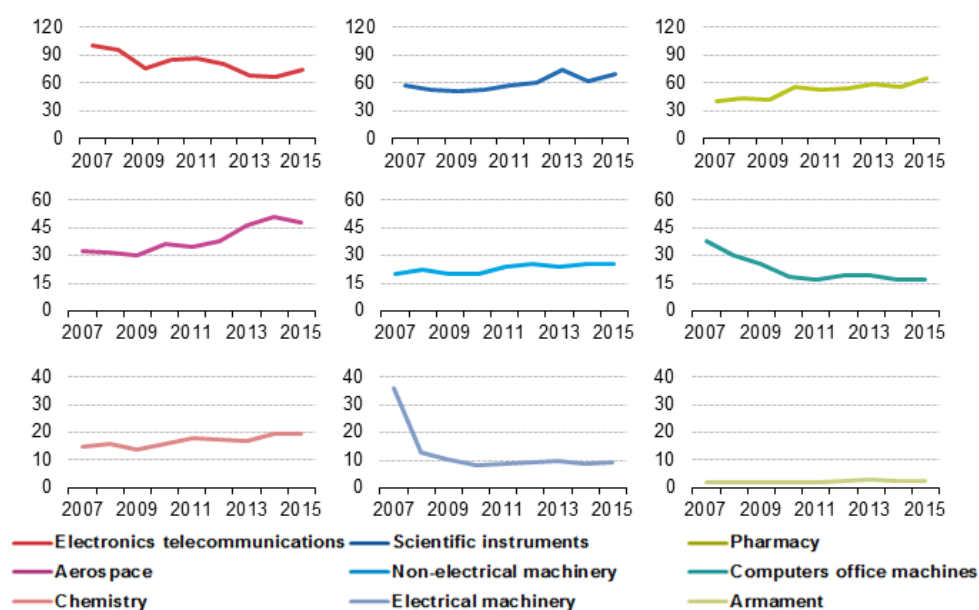 120 120 120
90 90 90
60 60 60
30 30 30
0 0 0
2007 2009 2011 2013 2015 2007 2009 2011 2013 2015 2007 2009 2011 2013 2015
60 60 60
45 45 45
30 30 30
15 15 15
0 0 0
2007 2009 2011 2013 2015 2007 2009 2011 2013 2015 2007 2009 2011 2013 2015
40 40 40
30 30 30
20 20 20
10 10 10
0 0 0
2007 2009 2011 2013 2015 2007 2009 2011 2013 2015 2007 2009 2011 2013 2015
Electronics telecommunications Scientific instruments Pharmacy
Aerospace Non-electrical machinery Computers office machines
Chemistry Electrical machinery Armament